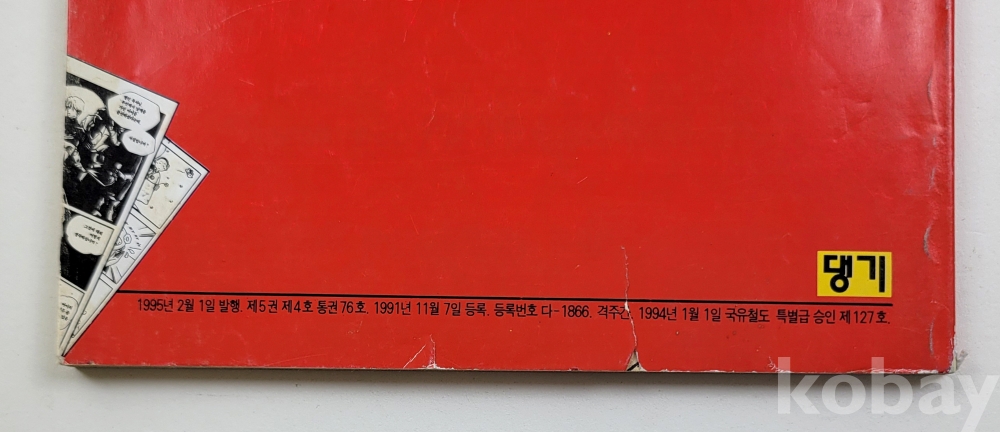 댕기
1995년 2월 1일 발행. 제5권 제4호 통권76호. 1991년 11월 7일 등록. 등록번호 다-1866. 격주간. 1994년 1월 1일 국유철도 특별급 승인 제127호.
kobay